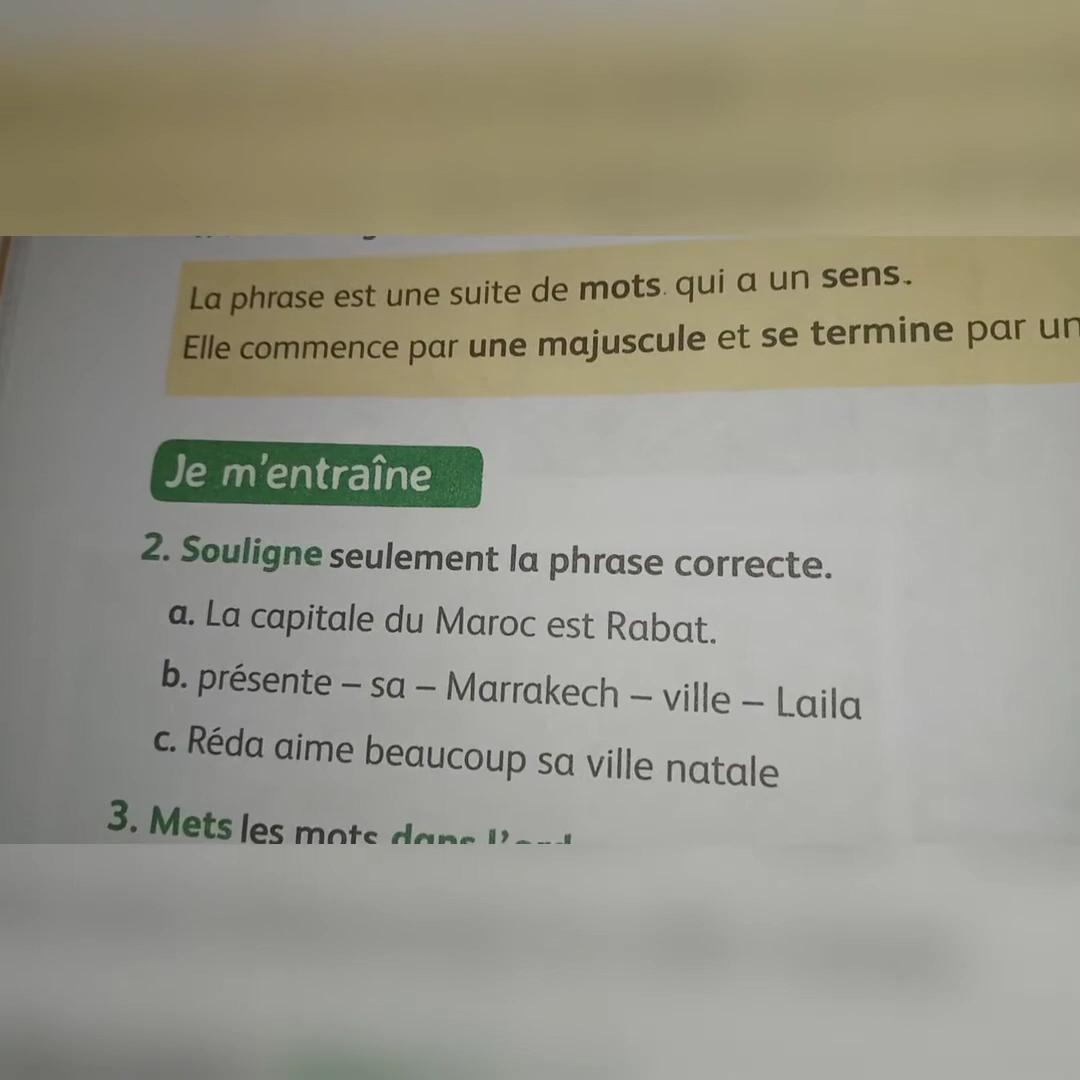 La phrase est une suite de mots qui a un sens.
Elle commence par une majuscule et se termine par un
Je m'entraîne
2. Souligne seulement la phrase correcte.
a. La capitale du Maroc est Rabat.
b. présente – sa – Marrakech – ville – Laila
c. Réda aime beaucoup sa ville natale
3. Mets les mots dans